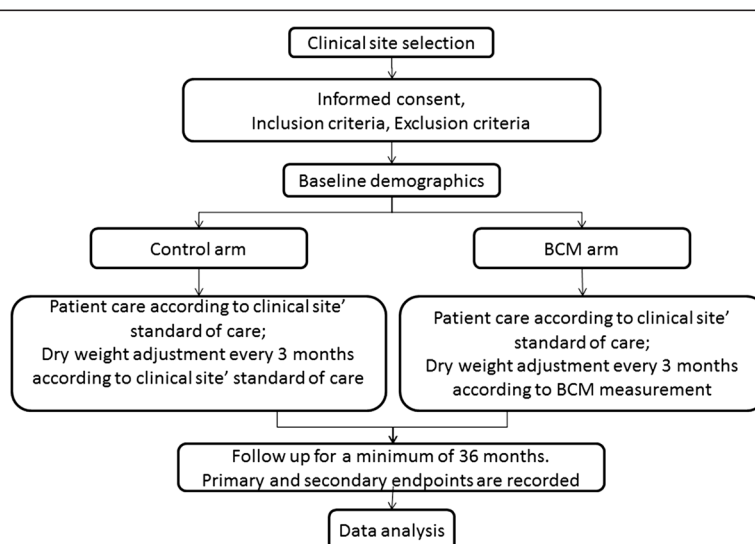 Clinical site selection
Informed consent,
Inclusion criteria, Exclusion criteria
Baseline demographics
Control arm
BCM arm
Patient care according to clinical site’
standard of care;
Dry weight adjustment every 3 months
according to clinical site’ standard of care
Patient care according to clinical site’
standard of care;
Dry weight adjustment every 3 months
according to BCM measurement
Follow up for a minimum of 36 months.
Primary and secondary endpoints are recorded
Data analysis